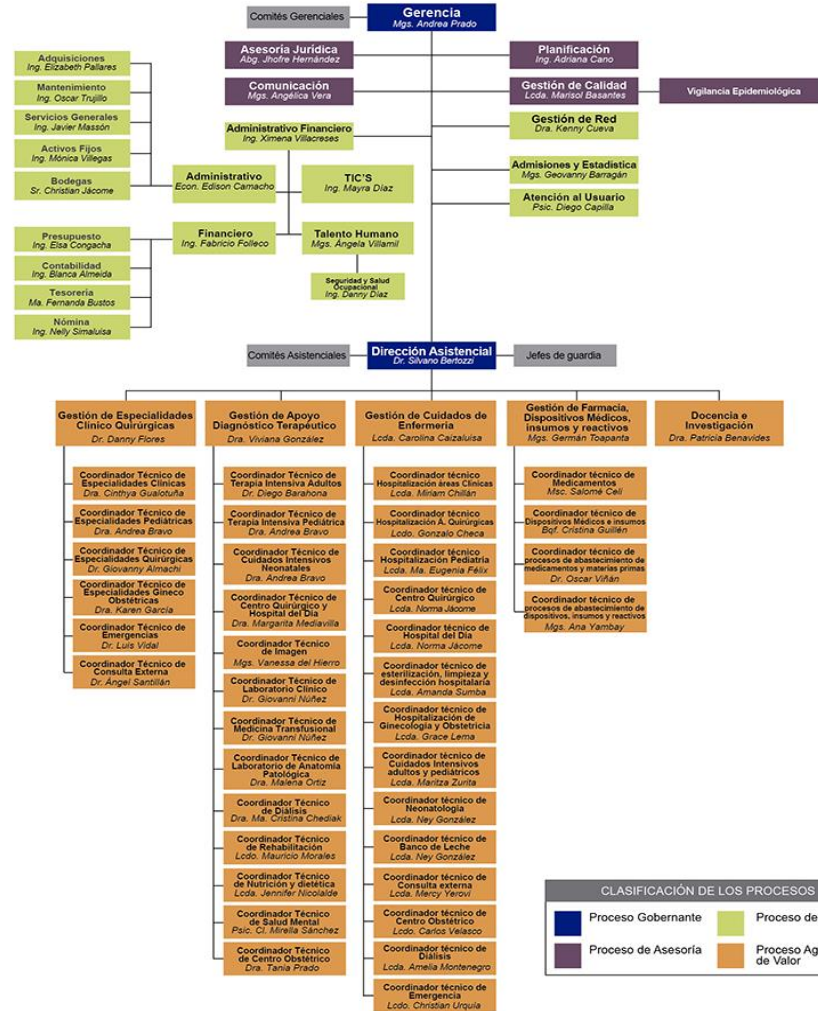 Comités Gerenciales
Gerencia
Mgs. Andrea Prado
Asesoría Jurídica
Abg. Jhofre Hernández
Planificación
Ing. Adriana Cano
Comunicación
Mgs. Angélica Vera
Gestión de Calidad
Lcda. Marisol Basantes
Vigilancia Epidemiológica
Adquisiciones
Ing. Elizabeth Pallares
Mantenimiento
Ing. Oscar Trujillo
Servicios Generales
Ing. Javier Massón
Activos Fijos
Ing. Mónica Villegas
Bodegas
Sr. Christian Jácome
Administrativo Financiero
Ing. Ximena Villacreses
Gestión de Red
Dra. Kenny Cueva
Admisiones y Estadística
Mgs. Geovanny Barragán
Atención al Usuario
Psic. Diego Capilla
Administrativo
Econ. Edison Camacho
TIC'S
Ing. Mayra Díaz
Financiero
Ing. Fabricio Folleco
Talento Humano
Mgs. Ángela Villamil
Seguridad y Salud
Ocupacional
Ing. Danny Díaz
Presupuesto
Ing. Elsa Congacha
Contabilidad
Ing. Blanca Almeida
Tesorería
Ma. Fernanda Bustos
Nómina
Ing. Nelly Simaluisa
Comités Asistenciales
Dirección Asistencial
Dr. Silvano Bertozzi
Jefes de guardia
Gestión de Especialidades
Clínico Quirúrgicas
Dr. Danny Flores
Gestión de Apoyo
Diagnóstico Terapéutico
Dra. Viviana González
Gestión de Cuidados de
Enfermería
Lcda. Carolina Caizaluisa
Gestión de Farmacia,
Dispositivos Médicos,
insumos y reactivos
Mgs. Germán Toapanta
Docencia e
Investigación
Dra. Patricia Benavides
Coordinador Técnico de
Especialidades Clínicas
Dra. Cinthya Gualotuña
Coordinador Técnico de
Especialidades Pediátricas
Dra. Andrea Bravo
Coordinador Técnico de
Especialidades Quirúrgicas
Dr. Giovanny Almachi
Coordinador Técnico de
Especialidades Gineco
Obstétricas
Dra. Karen García
Coordinador Técnico de
Emergencias
Dr. Luis Vidal
Coordinador Técnico de
Consulta Externa
Dr. Ángel Santillán
Coordinador Técnico de
Terapia Intensiva Adultos
Dr. Diego Barahona
Coordinador Técnico de
Terapia Intensiva Pediátrica
Dra. Andrea Bravo
Coordinador Técnico de
Cuidados Intensivos
Neonatales
Dra. Andrea Bravo
Coordinador Técnico de
Centro Quirúrgico y
Hospital del Día
Dra. Margarita Mediavilla
Coordinador Técnico
de Imagen
Mgs. Vanessa del Hierro
Coordinador Técnico
de Laboratorio Clínico
Dr. Giovanni Núñez
Coordinador Técnico de
Medicina Transfusional
Dr. Giovanni Núñez
Coordinador Técnico de
Laboratorio de Anatomía
Patológica
Dra. Malena Ortiz
Coordinador Técnico
de Diálisis
Dra. Ma. Cristina Chediak
Coordinador Técnico
de Rehabilitación
Lcdo. Mauricio Morales
Coordinador Técnico
de Nutrición y dietética
Lcda. Jennifer Nicolalde
Coordinador Técnico
de Salud Mental
Psic. Cl. Mirella Sánchez
Coordinador Técnico
de Centro Obstétrico
Dra. Tania Prado
Coordinador técnico
Hospitalización áreas Clínicas
Lcda. Miriam Chillán
Coordinador técnico
Hospitalización Á. Quirúrgicas
Lcdo. Gonzalo Checa
Coordinador técnico
Hospitalización Pediatría
Lcda. Ma. Eugenia Félix
Coordinador técnico de
Centro Quirúrgico
Lcda. Norma Jácome
Coordinador técnico de
Hospital del Día
Lcda. Norma Jácome
Coordinador técnico de
esterilización, limpieza y
desinfección hospitalaria
Lcda. Amanda Sumba
Coordinador técnico de
Hospitalización de
Ginecología y Obstetricia
Lcda. Grace Lema
Coordinador técnico de
Cuidados Intensivos
adultos y pediátricos
Lcda. Maritza Zurita
Coordinador técnico de
Neonatología
Lcda. Ney González
Coordinador técnico de
Banco de Leche
Lcda. Ney González
Coordinador técnico de
Consulta externa
Lcda. Mercy Yerovi
Coordinador técnico de
Centro Obstétrico
Lcdo. Carlos Velasco
Coordinador técnico de
Diálisis
Lcda. Amelia Montenegro
Coordinador técnico de
Emergencia
Lcdo. Christian Urquía
Coordinador técnico de
Medicamentos
Msc. Salomé Celi
Coordinador técnico de
Dispositivos Médicos e insumos
Bqf. Cristina Guillén
Coordinador técnico de
procesos de abastecimiento de
medicamentos y materias primas
Dr. Oscar Viñán
Coordinador técnico de
procesos de abastecimiento de
dispositivos, insumos y reactivos
Mgs. Ana Yambay
CLASIFICACIÓN DE LOS PROCESOS
Proceso Gobernante
Proceso de
Proceso de Asesoría
Proceso Ag
de Valor